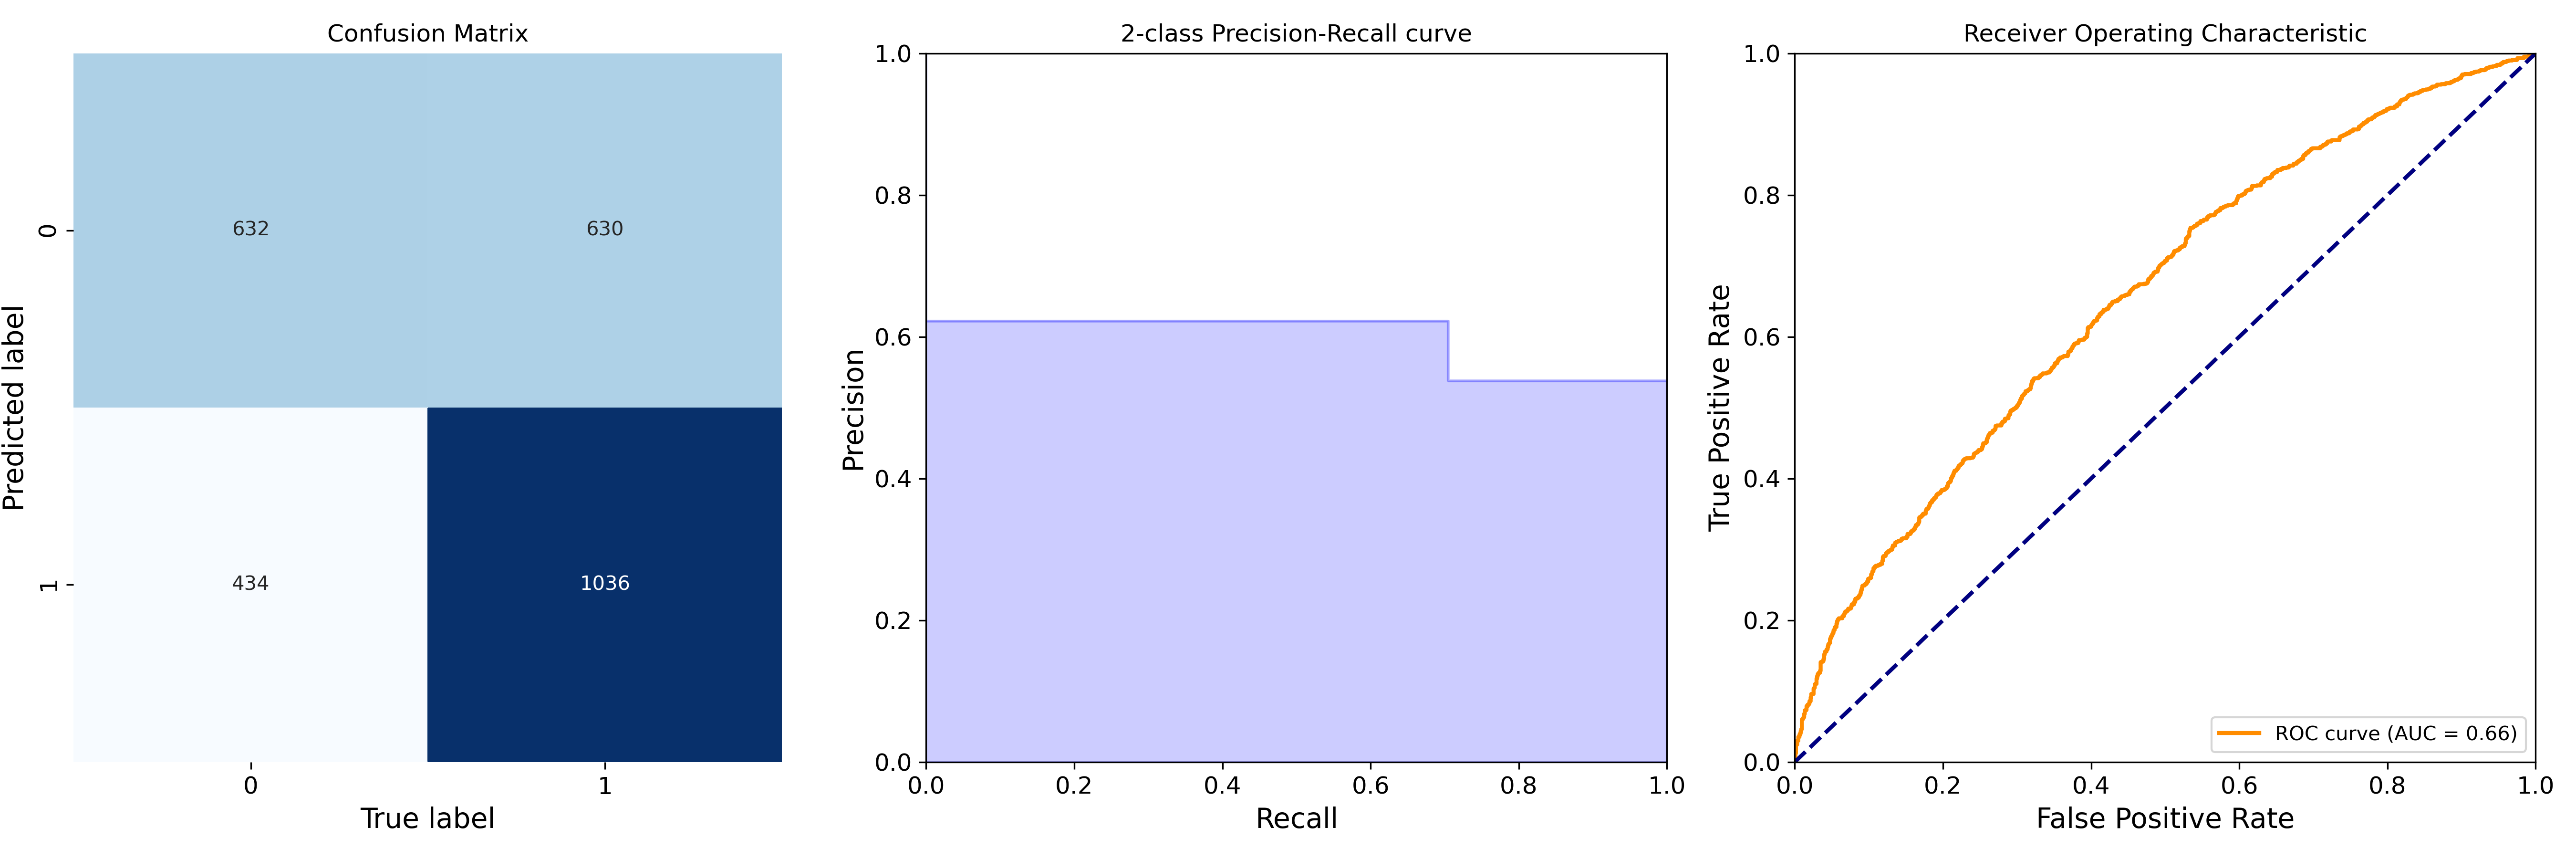 Confusion Matrix
632
630
434
1036
0
1
Predicted label
0
1
True label
2-class Precision-Recall curve
1.0
0.8
0.6
0.4
0.2
0.0
Precision
0.0 0.2 0.4 0.6 0.8 1.0
Recall
Receiver Operating Characteristic
1.0
0.8
0.6
0.4
0.2
0.0
True Positive Rate
ROC curve (AUC = 0.66)
0.0 0.2 0.4 0.6 0.8 1.0
False Positive Rate